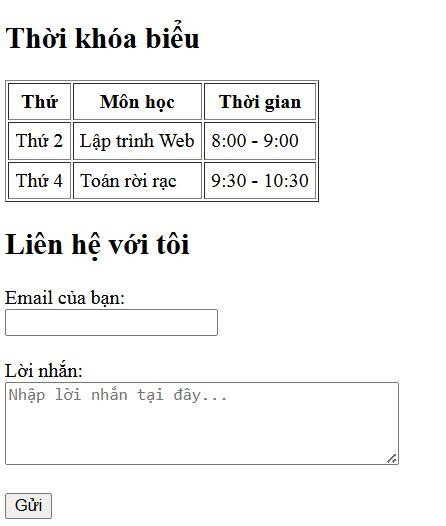 Thời khóa biểu
Thứ Môn học Thời gian
Thứ 2 Lập trình Web 8:00 - 9:00
Thứ 4 Toán rời rạc 9:30 - 10:30
Liên hệ với tôi
Email của bạn:
Lời nhắn:
Nhập lời nhắn tại đây...
Gửi